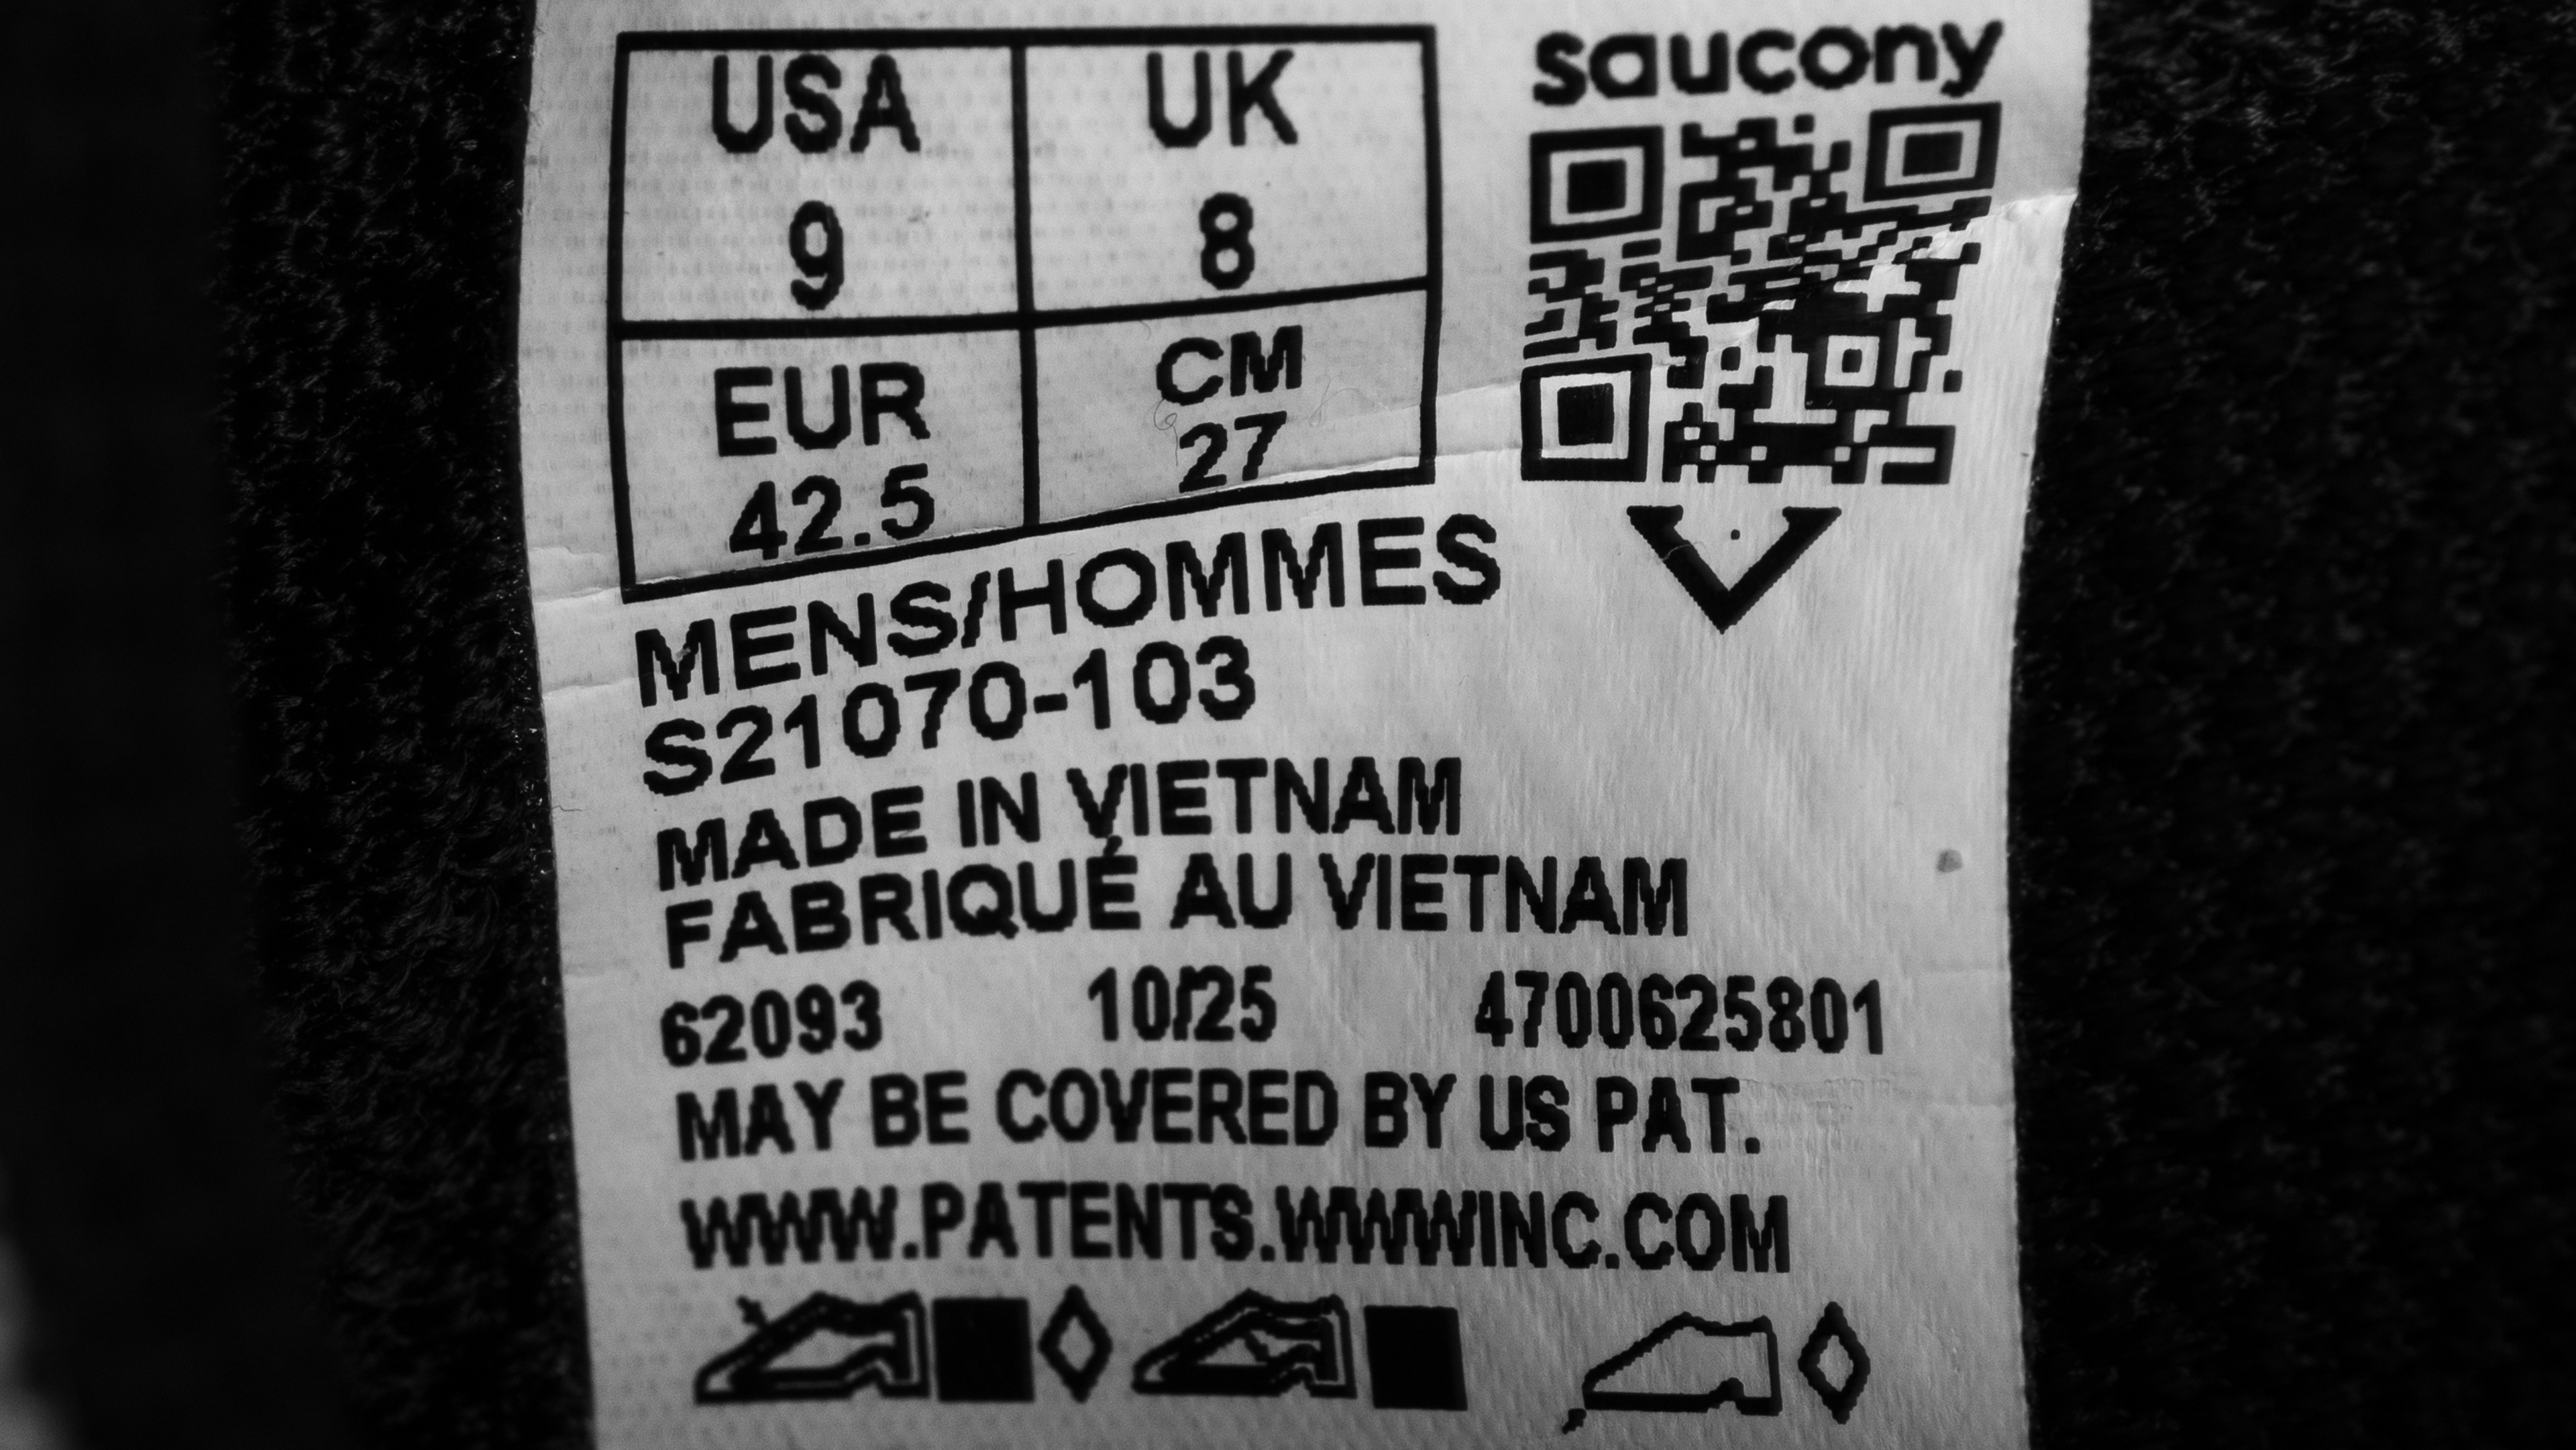 saucony
USA UK
9 8
EUR CM
42.5 27
MENS/HOMMES
S21070-103
MADE IN VIETNAM
FABRIQUÉ AU VIETNAM
62093 10/25 4700625801
MAY BE COVERED BY US PAT.
WWW.PATENTS.WWWINC.COM